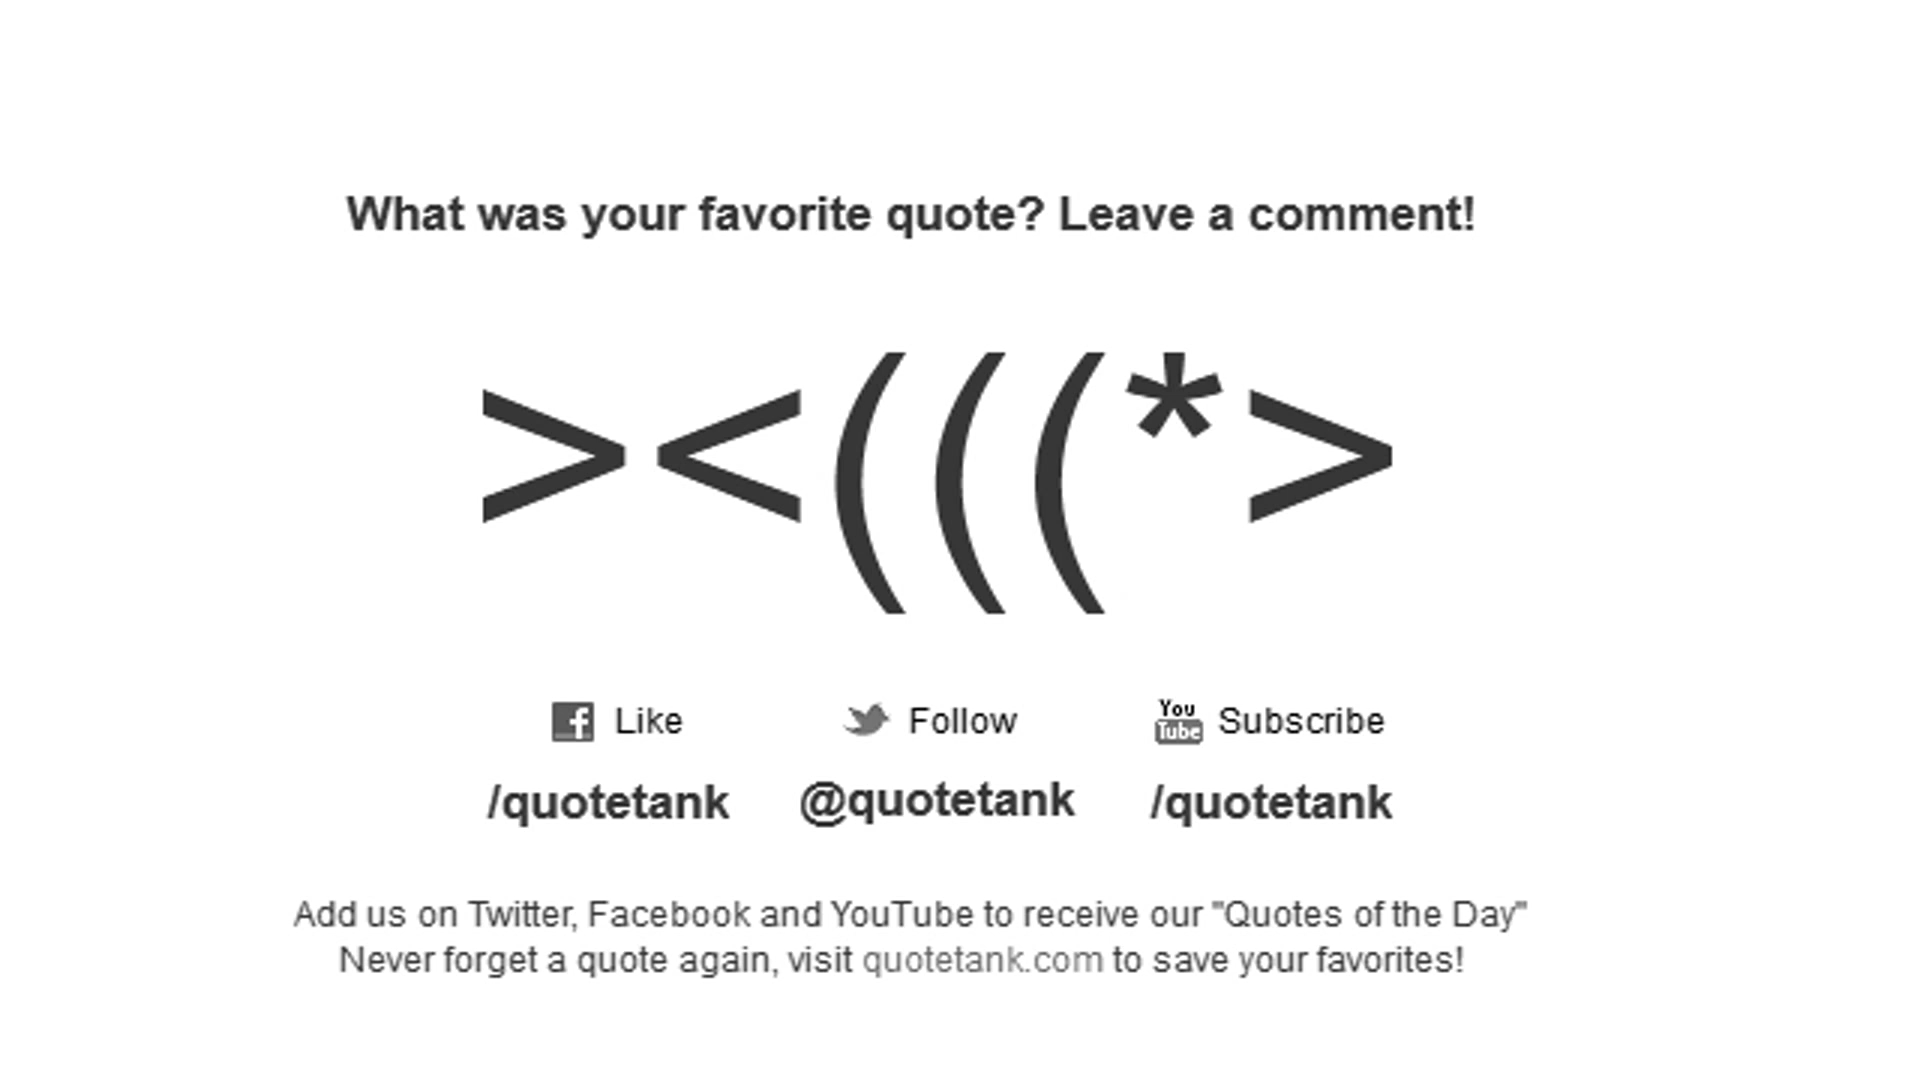 What was your favorite quote? Leave a comment!
><(((*>
f Like Follow You Tube Subscribe
/quotetank @quotetank /quotetank
Add us on Twitter, Facebook and YouTube to receive our "Quotes of the Day"
Never forget a quote again, visit quotetank.com to save your favorites!